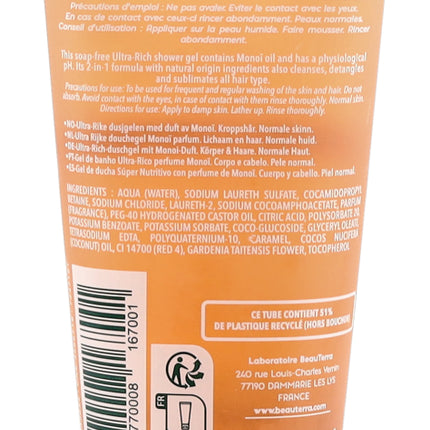 Précautions d'emploi : Ne pas avaler. Eviter le contact avec les
yeux. En cas de contact avec ceux-ci rincer abondamment. Peaux normales.
Conseil d'utilisation : Appliquer sur la peau humide. Faire mousser. Rincer
abondamment.
This soap-free Ultra-Rich shower gel contains Monoï oil and has a physiological
pH. Its 2-in-1 formula with natural origin ingredients also cleanses, detangles
and sublimates all hair type.
Precautions for use: To be used for frequent and regular washing of the skin and hair. Do not
absorb. Avoid contact with the eyes, in case of contact with them rinse thoroughly. Normal skin.
Directions for use: Apply to damp skin. Lather up. Rinse thoroughly.
•NO-Ultra-Rike dusjgelen med duft av Monoï. Kroppshår. Normale skinn.
•NL-Ultra Rijke douchegel Monoï parfum. Lichaam en haar. Normale huid.
•DE-Ultra-Rich-duschgel mit Monoi-Duft. Körper & Haare. Normale Haut.
•PT-Gel de banho Ultra-Rico perfume Monoï. Corpo e cabelo. Pele normal.
•ES-Gel de ducha Súper Nutritivo con perfume de Monoï. Cuerpo y cabello. Piel normal.
INGREDIENTS : AQUA (WATER), SODIUM LAURETH SULFATE, COCAMIDOPROPYL
BETAINE, SODIUM CHLORIDE, LAURETH-2, SODIUM COCOAMPHOACETATE, PARFUM
(FRAGRANCE), PEG-40 HYDROGENATED CASTOR OIL, CITRIC ACID, POLYSORBATE 20,
SODIUM BENZOATE, POTASSIUM SORBATE, COCO-GLUCOSIDE, GLYCERYL OLEATE,
TETRASODIUM EDTA, POLYQUATERNIUM-10, CARAMEL, COCOS NUCIFERA
(COCONUT) OIL, CI 14700 (RED 4), GARDENIA TAITENSIS FLOWER, TOCOPHEROL
CE TUBE CONTIENT 51%
DE PLASTIQUE RECYCLÉ (HORS BOUCHON)
770008 167001
FR
Laboratoire BeauTerra
240 rue Louis-Charles Vernin
77190 DAMMARIE LES LYS
FRANCE
www.beauterra.com